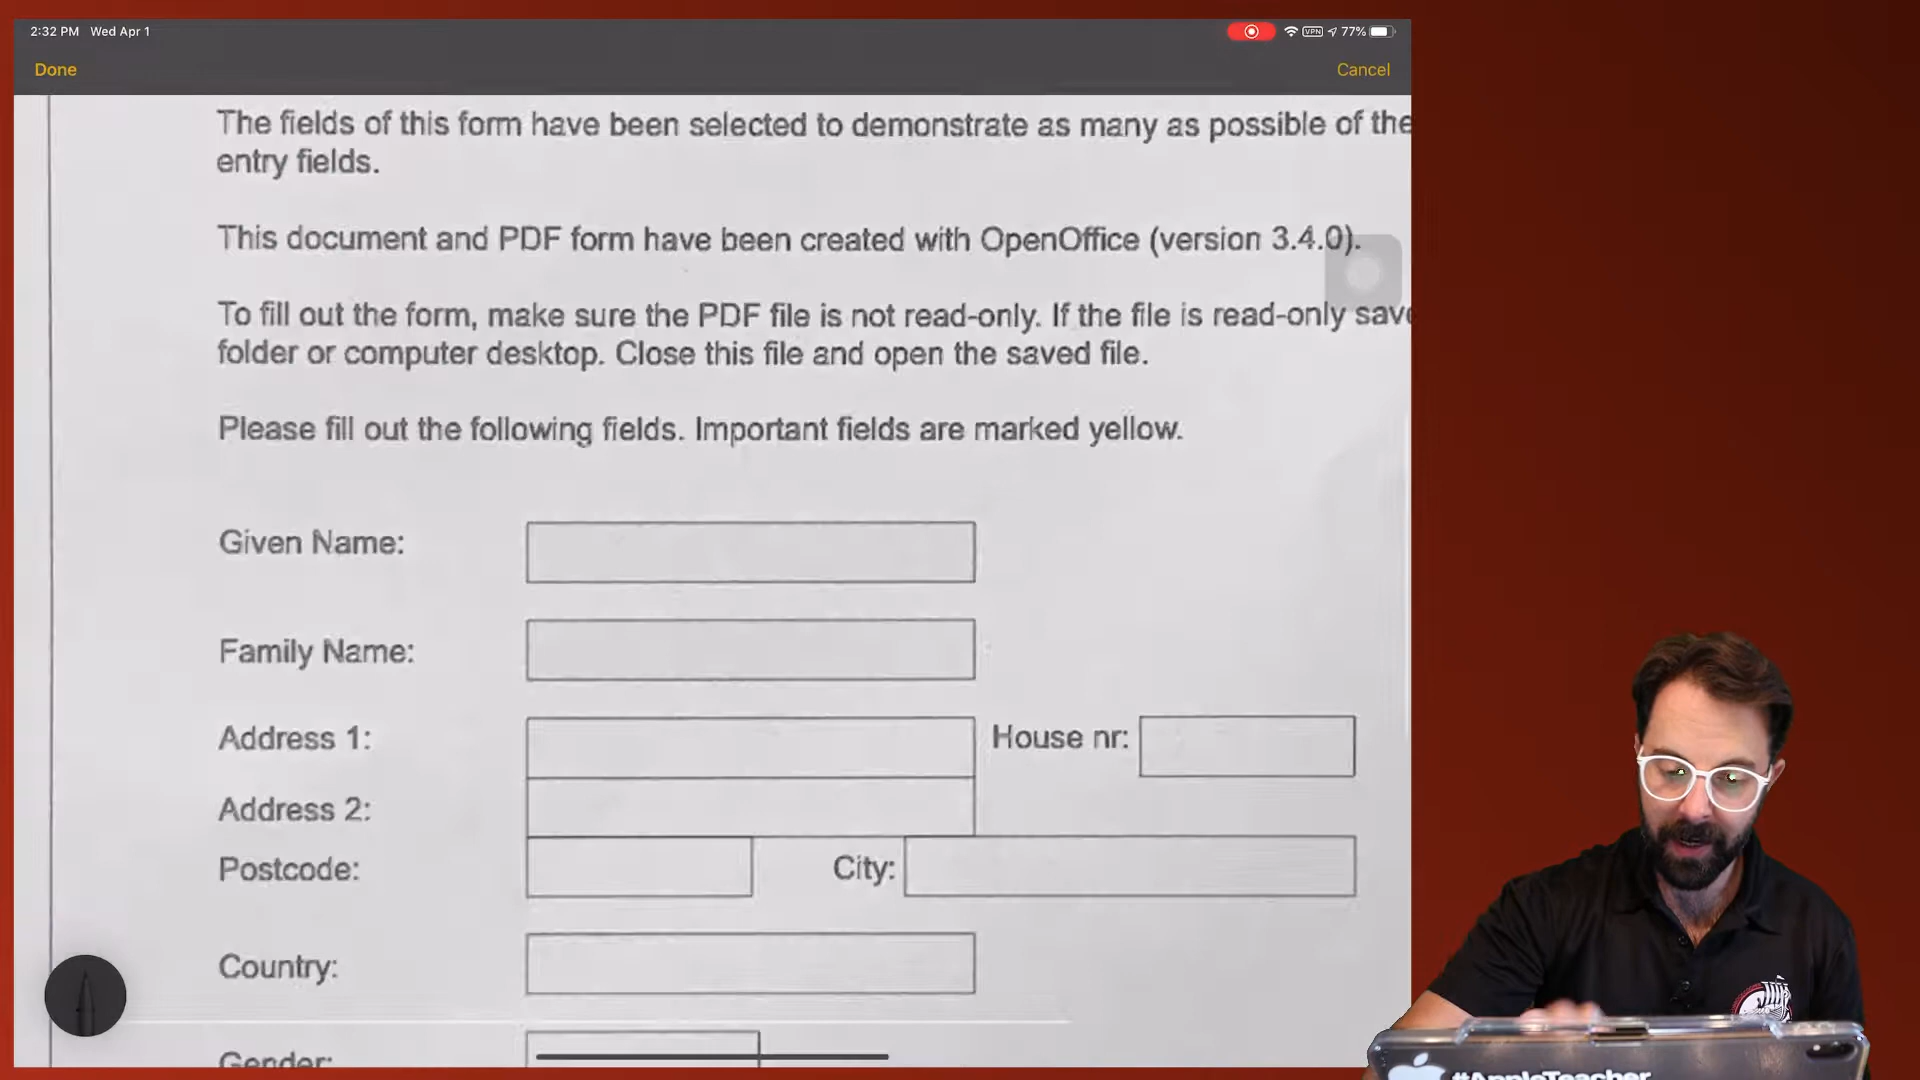 2:32 PM Wed Apr 1
VPN 77%
Done Cancel
The fields of this form have been selected to demonstrate as many as possible of the
entry fields.
This document and PDF form have been created with OpenOffice (version 3.4.0).
To fill out the form, make sure the PDF file is not read-only. If the file is read-only save
folder or computer desktop. Close this file and open the saved file.
Please fill out the following fields. Important fields are marked yellow.
Given Name:
Family Name:
Address 1: House nr:
Address 2:
Postcode: City:
Country:
Gender:
#AppleTeacher